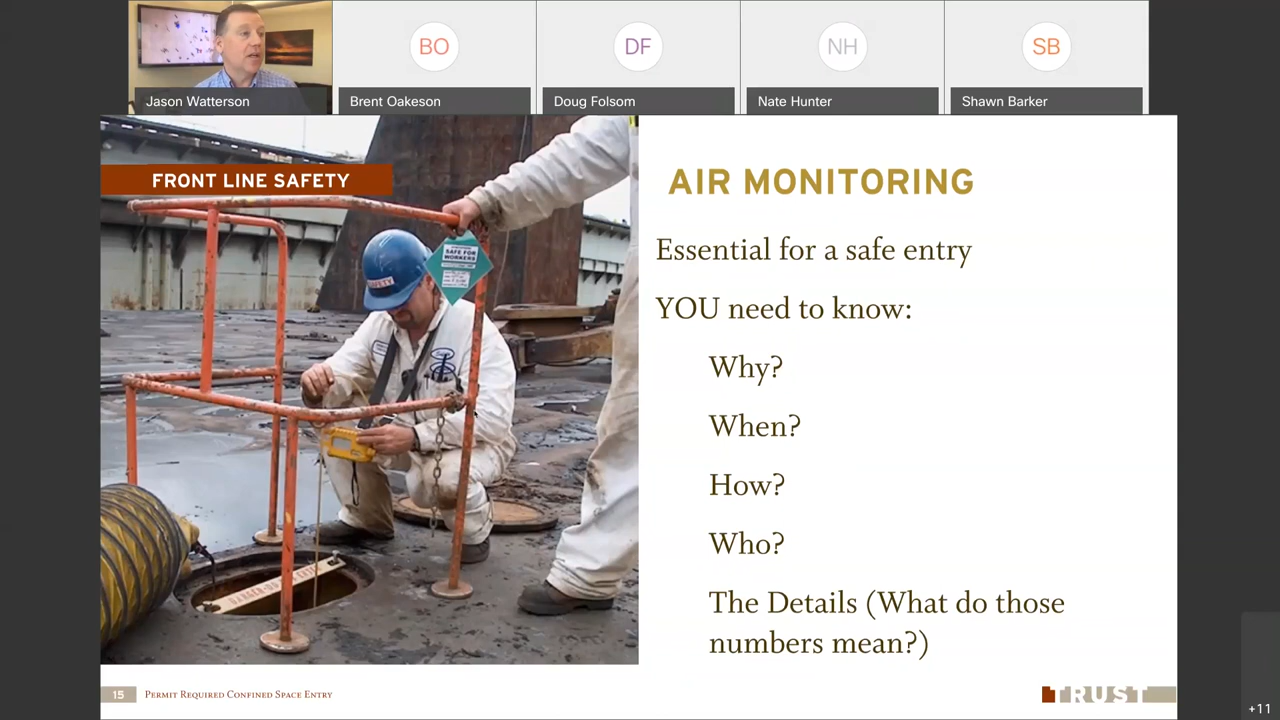 BO
DF
NH
SB
Jason Watterson
Brent Oakeson
Doug Folsom
Nate Hunter
Shawn Barker
FRONT LINE SAFETY
AIR MONITORING
SAFE FOR
WORKERS
Essential for a safe entry
YOU need to know:
Why?
When?
How?
Who?
The Details (What do those
numbers mean?)
15
PERMIT REQUIRED CONFINED SPACE ENTRY
TRUST
+11